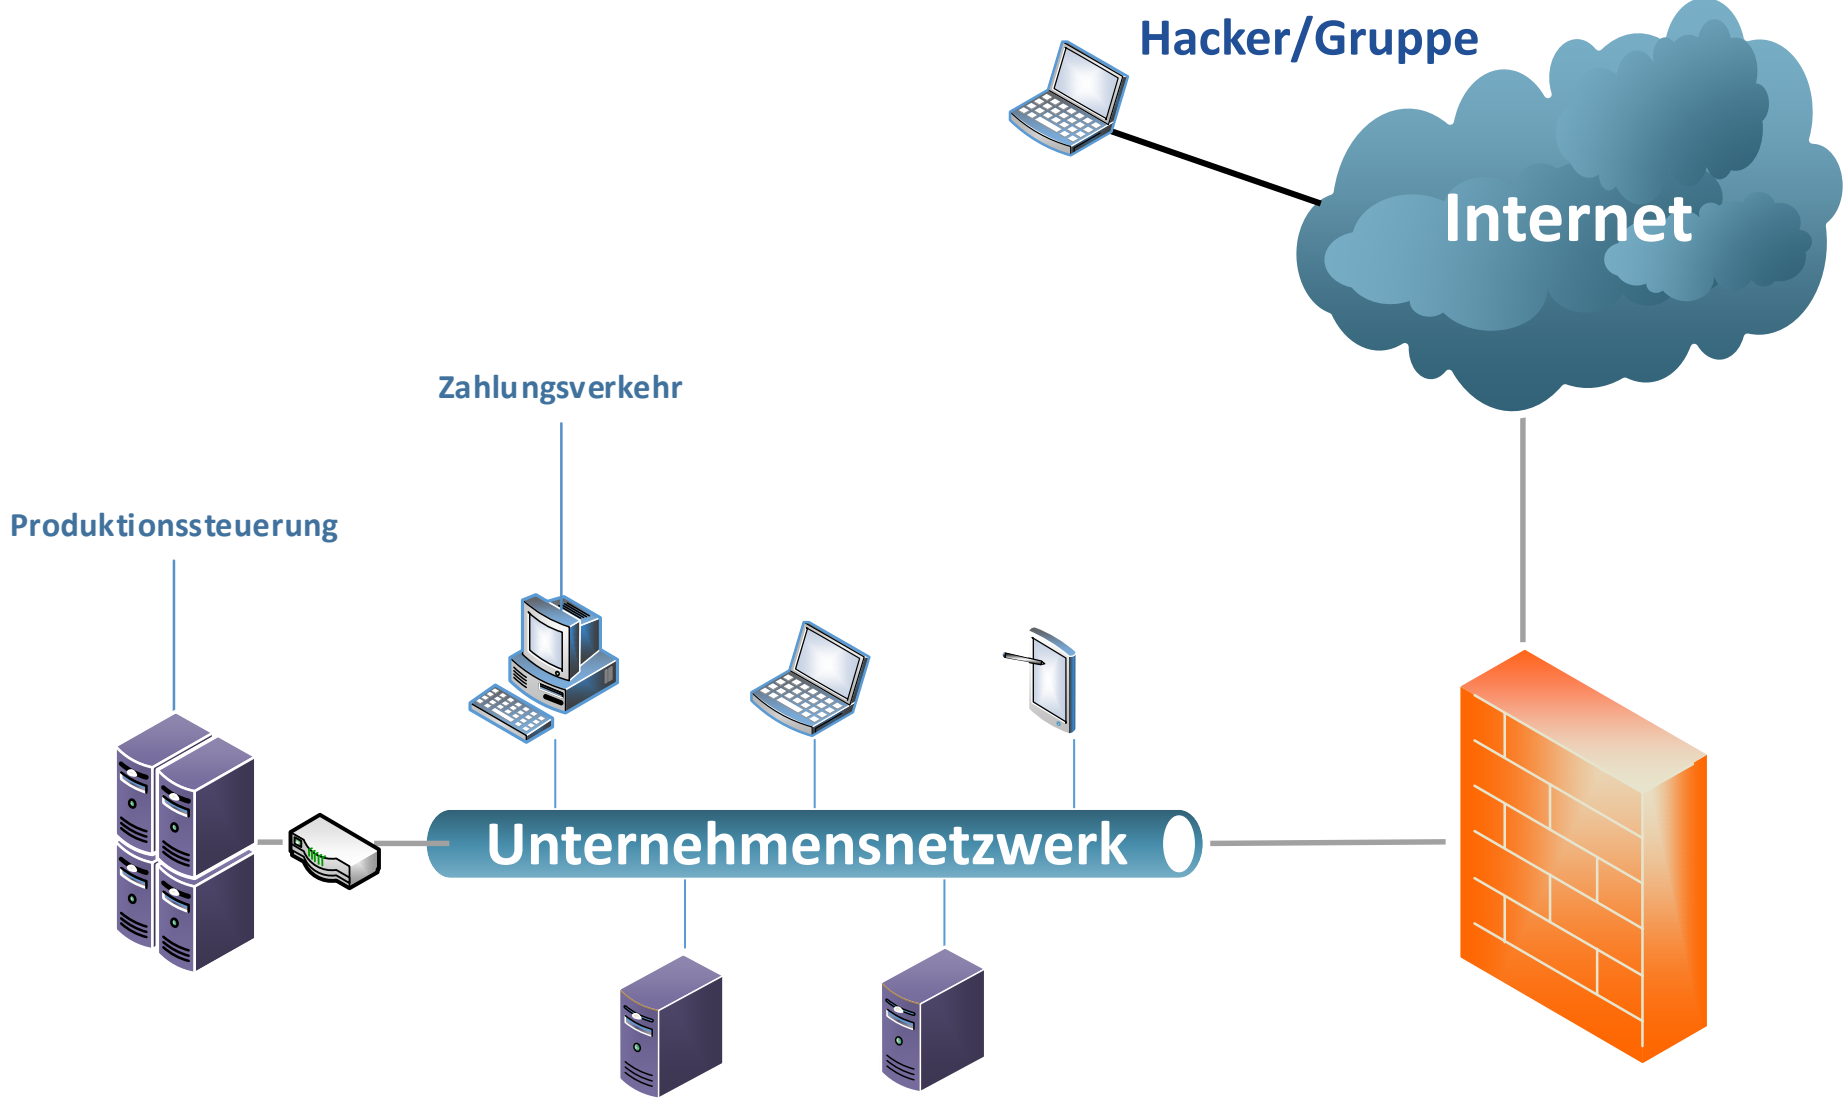 Hacker/Gruppe
Internet
Zahlungsverkehr
Produktionssteuerung
Unternehmensnetzwerk